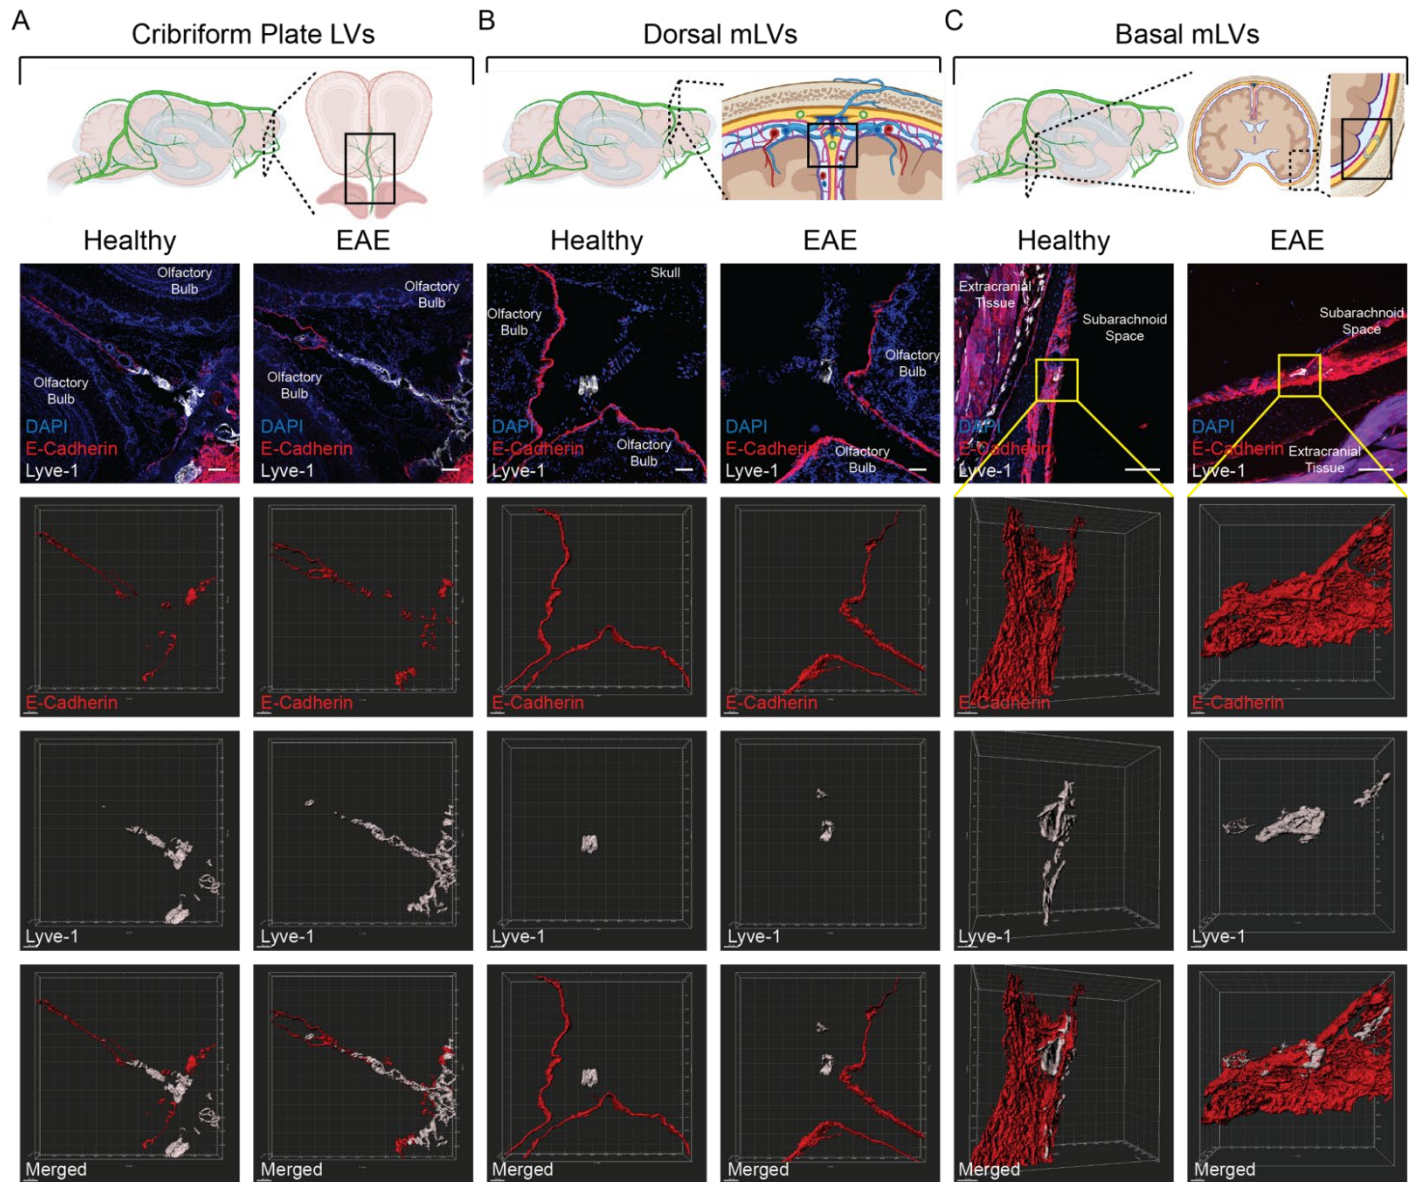 A
B
C
Cribriform Plate LVs
Dorsal mLVs
Basal mLVs
Healthy
EAE
Healthy
EAE
Healthy
EAE
Olfactory
Bulb
Olfactory
Bulb
DAPI
E-Cadherin
Lyve-1
Olfactory
Bulb
Olfactory
Bulb
DAPI
E-Cadherin
Lyve-1
Skull
Olfactory
Bulb
Olfactory
Bulb
DAPI
E-Cadherin
Lyve-1
Olfactory
Bulb
Olfactory
Bulb
DAPI
E-Cadherin
Lyve-1
Extracranial
Tissue
Subarachnoid
Space
DAPI
E-Cadherin
Lyve-1
Subarachnoid
Space
DAPI
E-Cadherin
Lyve-1
Extracranial
Tissue
E-Cadherin
E-Cadherin
E-Cadherin
E-Cadherin
E-Cadherin
E-Cadherin
Lyve-1
Lyve-1
Lyve-1
Lyve-1
Lyve-1
Lyve-1
Merged
Merged
Merged
Merged
Merged
Merged